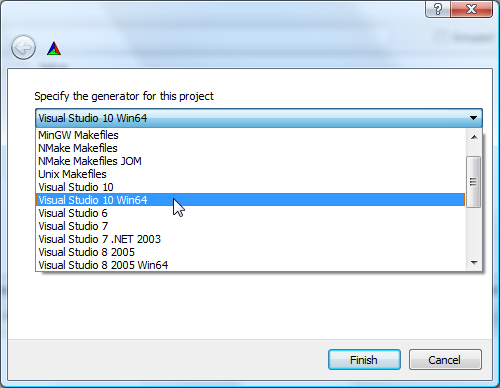 Specify the generator for this project
Visual Studio 10 Win64
MinGW Makefiles
NMake Makefiles
NMake Makefiles JOM
Unix Makefiles
Visual Studio 10
Visual Studio 10 Win64
Visual Studio 6
Visual Studio 7
Visual Studio 7 .NET 2003
Visual Studio 8 2005
Visual Studio 8 2005 Win64
Finish
Cancel